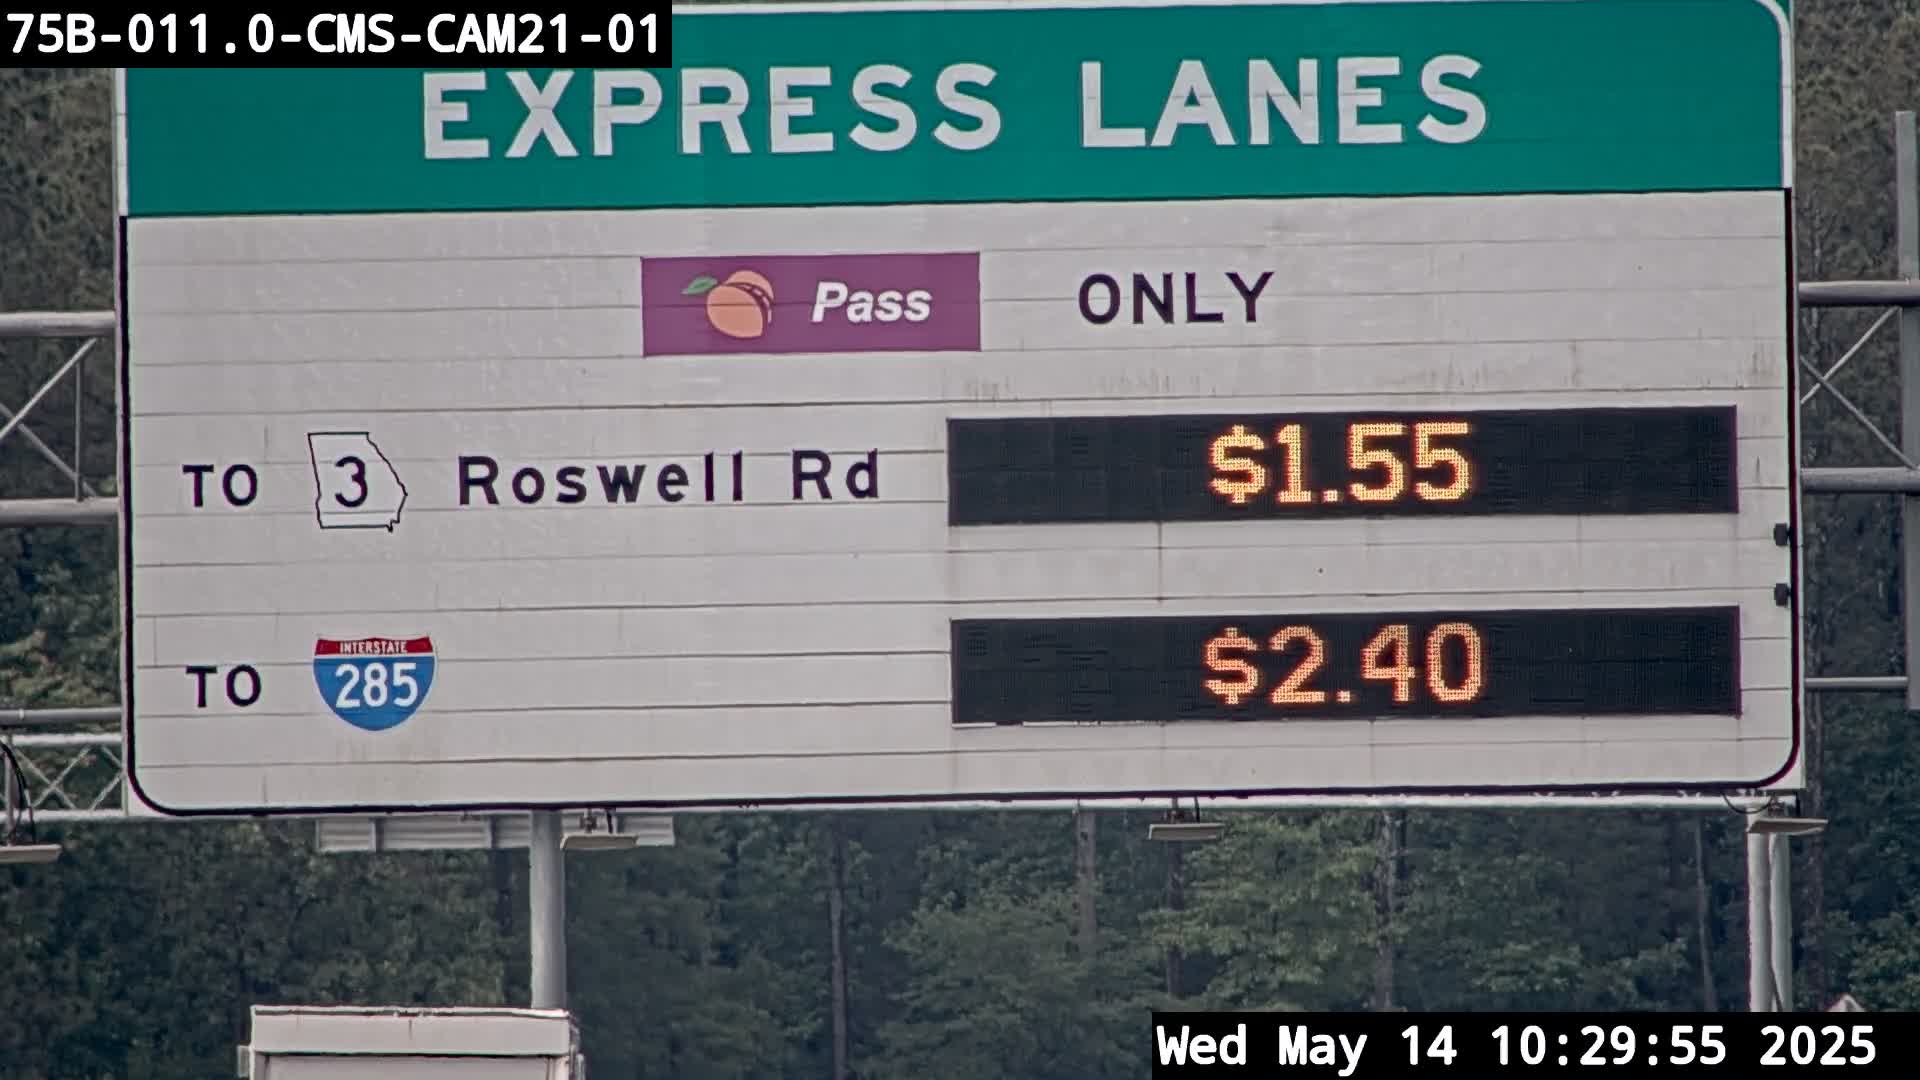 75B-011.0-CMS-CAM21-01
EXPRESS LANES
Pass ONLY
TO 3 Roswell Rd $1.55
TO INTERSTATE 285 $2.40
Wed May 14 10:29:55 2025